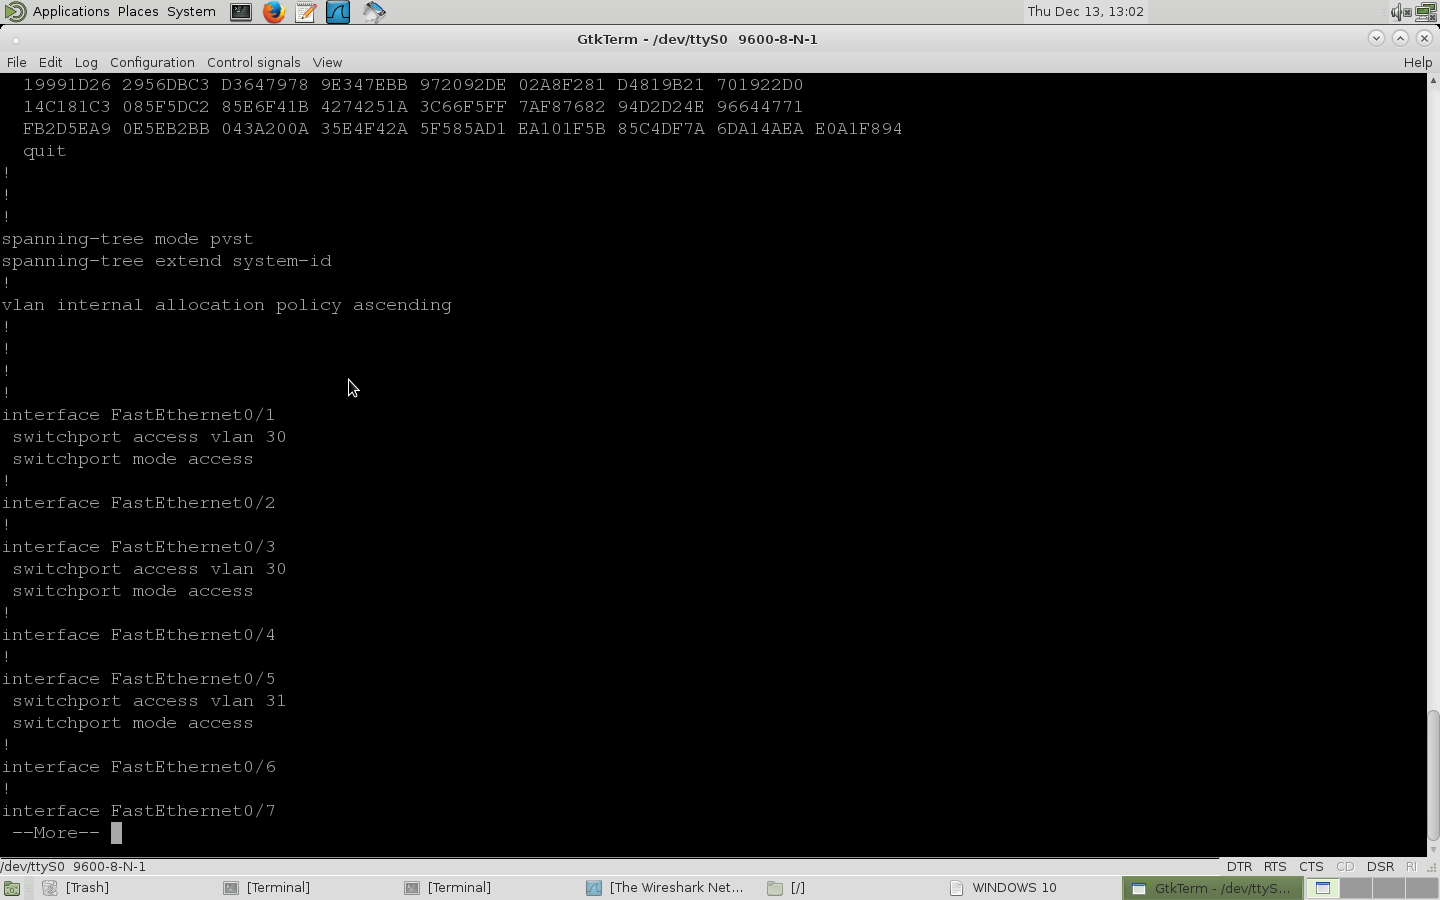 Applications Places System
Thu Dec 13, 13:02
GtkTerm - /dev/ttyS0 9600-8-N-1
File Edit Log Configuration Control signals View Help
19991D26 2956DBC3 D3647978 9E347EBB 972092DE 02A8F281 D4819B21 701922D0
14C181C3 085F5DC2 85E6F41B 4274251A 3C66F5FF 7AF87682 94D2D24E 96644771
FB2D5EA9 0E5EB2BB 043A200A 35E4F42A 5F585AD1 EA101F5B 85C4DF7A 6DA14AEA E0A1F894
quit
!
!
!
spanning-tree mode pvst
spanning-tree extend system-id
!
vlan internal allocation policy ascending
!
!
!
!
interface FastEthernet0/1
switchport access vlan 30
switchport mode access
!
interface FastEthernet0/2
!
interface FastEthernet0/3
switchport access vlan 30
switchport mode access
!
interface FastEthernet0/4
!
interface FastEthernet0/5
switchport access vlan 31
switchport mode access
!
interface FastEthernet0/6
!
interface FastEthernet0/7
--More--
/dev/ttyS0 9600-8-N-1 DTR RTS CTS CD DSR RI
[Trash] [Terminal] [Terminal] [The Wireshark Net... [/] WINDOWS 10 GtkTerm - /dev/ttyS...